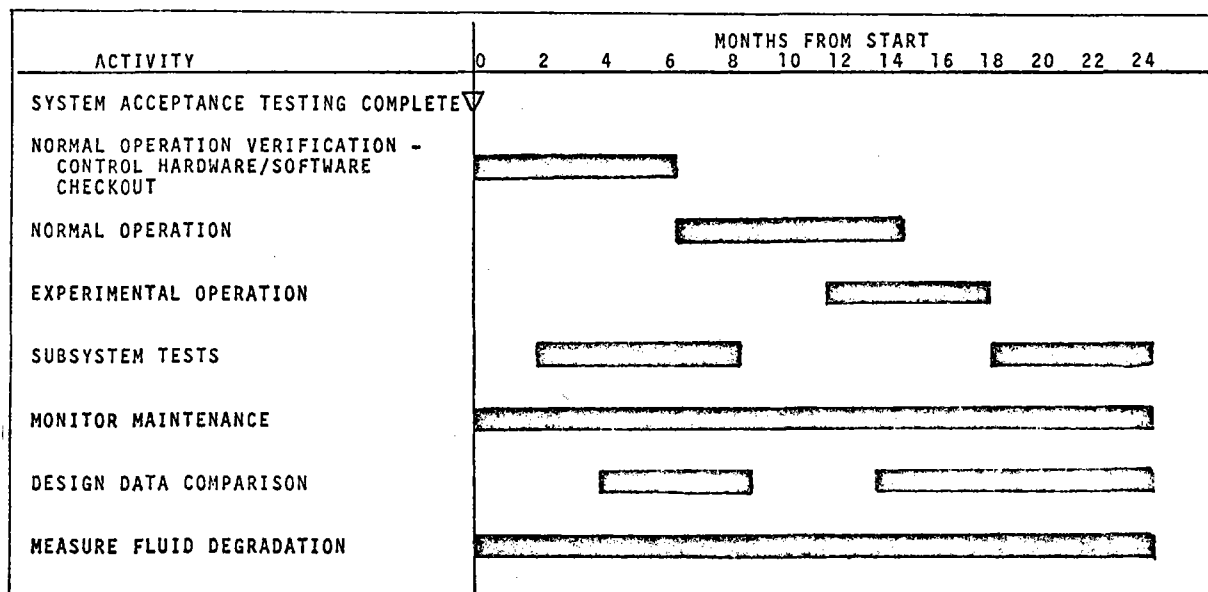 MONTHS FROM START
ACTIVITY 0 2 4 6 8 10 12 14 16 18 20 22 24
SYSTEM ACCEPTANCE TESTING COMPLETE
NORMAL OPERATION VERIFICATION -
CONTROL HARDWARE/SOFTWARE
CHECKOUT
NORMAL OPERATION
EXPERIMENTAL OPERATION
SUBSYSTEM TESTS
MONITOR MAINTENANCE
DESIGN DATA COMPARISON
MEASURE FLUID DEGRADATION